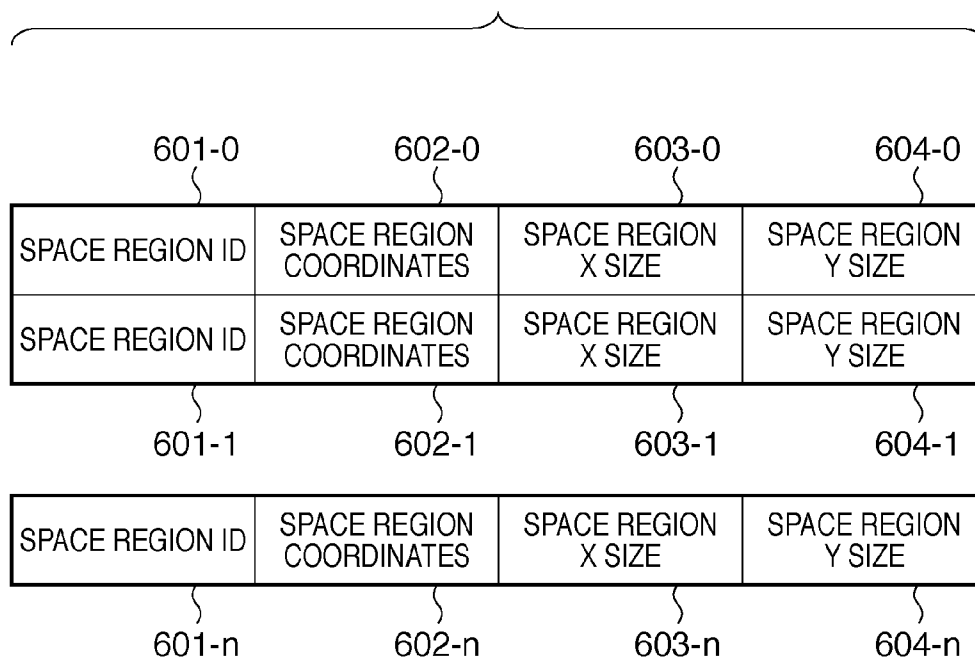 601-0 602-0 603-0 604-0
SPACE REGION ID SPACE REGION COORDINATES SPACE REGION X SIZE SPACE REGION Y SIZE
SPACE REGION ID SPACE REGION COORDINATES SPACE REGION X SIZE SPACE REGION Y SIZE
601-1 602-1 603-1 604-1
SPACE REGION ID SPACE REGION COORDINATES SPACE REGION X SIZE SPACE REGION Y SIZE
601-n 602-n 603-n 604-n